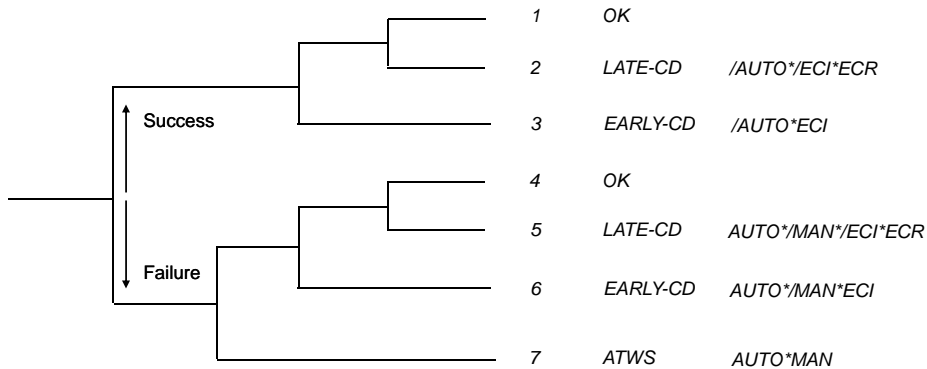 1 OK
2 LATE-CD /AUTO*/ECI*ECR
Success
3 EARLY-CD /AUTO*ECI
4 OK
5 LATE-CD AUTO*/MAN*/ECI*ECR
Failure
6 EARLY-CD AUTO*/MAN*ECI
7 ATWS AUTO*MAN